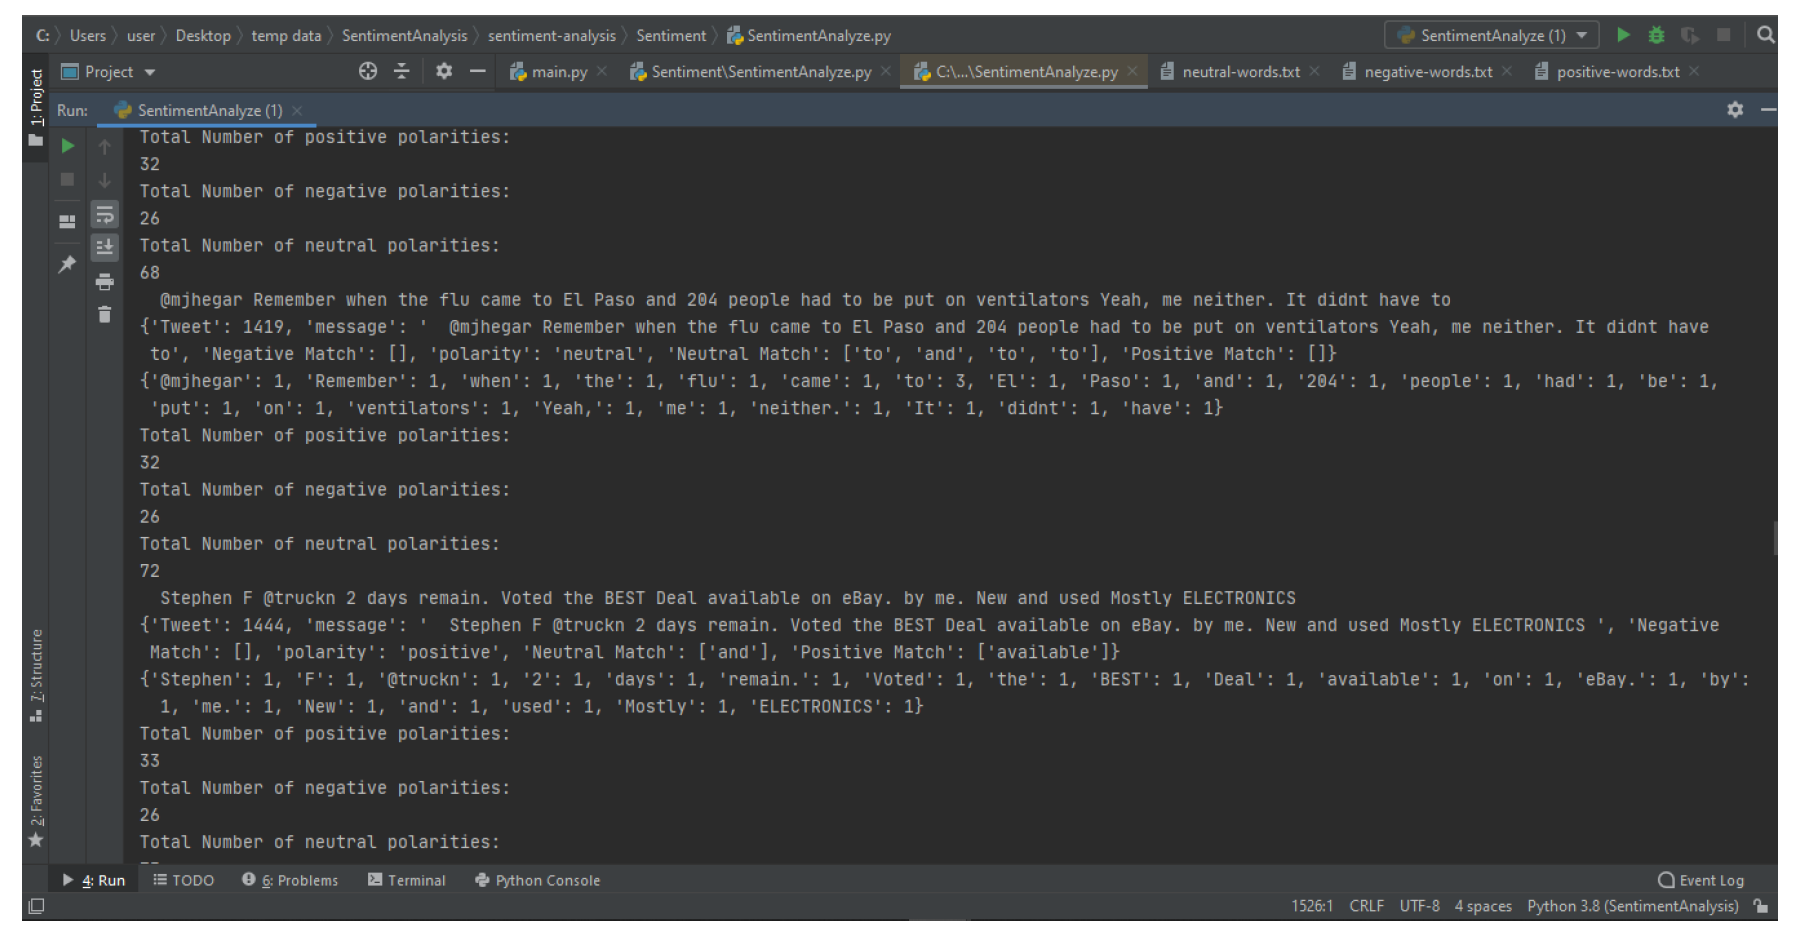 C: Users user Desktop temp data SentimentAnalysis sentiment-analysis Sentiment SentimentAnalyze.py SentimentAnalyze (1)
Project main.py Sentiment\SentimentAnalyze.py C:\...\SentimentAnalyze.py neutral-words.txt negative-words.txt positive-words.txt
1: Project
Run: SentimentAnalyze (1)
Total Number of positive polarities:
32
Total Number of negative polarities:
26
Total Number of neutral polarities:
68
@mjhegar Remember when the flu came to El Paso and 204 people had to be put on ventilators Yeah, me neither. It didnt have to
{'Tweet': 1419, 'message': '  @mjhegar Remember when the flu came to El Paso and 204 people had to be put on ventilators Yeah, me neither. It didnt have
to', 'Negative Match': [], 'polarity': 'neutral', 'Neutral Match': ['to', 'and', 'to', 'to'], 'Positive Match': []}
{'@mjhegar': 1, 'Remember': 1, 'when': 1, 'the': 1, 'flu': 1, 'came': 1, 'to': 3, 'El': 1, 'Paso': 1, 'and': 1, '204': 1, 'people': 1, 'had': 1, 'be': 1,
'put': 1, 'on': 1, 'ventilators': 1, 'Yeah,': 1, 'me': 1, 'neither.': 1, 'It': 1, 'didnt': 1, 'have': 1}
Total Number of positive polarities:
32
Total Number of negative polarities:
26
Total Number of neutral polarities:
72
Stephen F @truckn 2 days remain. Voted the BEST Deal available on eBay. by me. New and used Mostly ELECTRONICS
{'Tweet': 1444, 'message': '  Stephen F @truckn 2 days remain. Voted the BEST Deal available on eBay. by me. New and used Mostly ELECTRONICS ', 'Negative
Match': [], 'polarity': 'positive', 'Neutral Match': ['and'], 'Positive Match': ['available']}
{'Stephen': 1, 'F': 1, '@truckn': 1, '2': 1, 'days': 1, 'remain.': 1, 'Voted': 1, 'the': 1, 'BEST': 1, 'Deal': 1, 'available': 1, 'on': 1, 'eBay.': 1, 'by':
1, 'me.': 1, 'New': 1, 'and': 1, 'used': 1, 'Mostly': 1, 'ELECTRONICS': 1}
Total Number of positive polarities:
33
Total Number of negative polarities:
26
Total Number of neutral polarities:
7: Structure
2: Favorites
4: Run TODO 6: Problems Terminal Python Console Event Log
1526:1 CRLF UTF-8 4 spaces Python 3.8 (SentimentAnalysis)